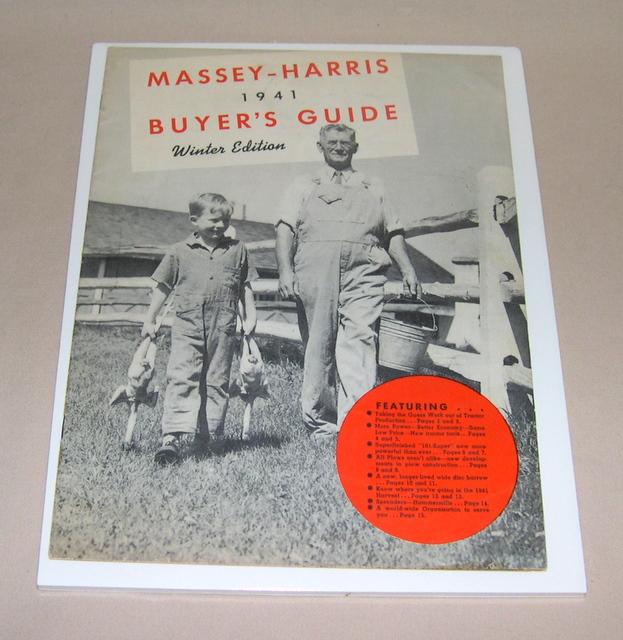 MASSEY-HARRIS
1941
BUYER'S GUIDE
Winter Edition
FEATURING . . .
Taking the Guess Work out of Tractor
Production . . . Pages 2 and 3.
More Power—Better Economy—Same
Low Price—New tractor tools . . . Pages
4 and 5.
Superfinished "101-Super" now more
powerful than ever . . . Pages 6 and 7.
All Plows aren't alike—new develop-
ments in plow construction . . . Pages
8 and 9.
A new, longer-lived wide disc harrow
. . . Pages 10 and 11.
Know where you're going in the 1941
Harvest . . . Pages 12 and 13.
Spreaders—Hammermills . . . Page 14.
A world-wide Organization to serve
you . . . Page 15.